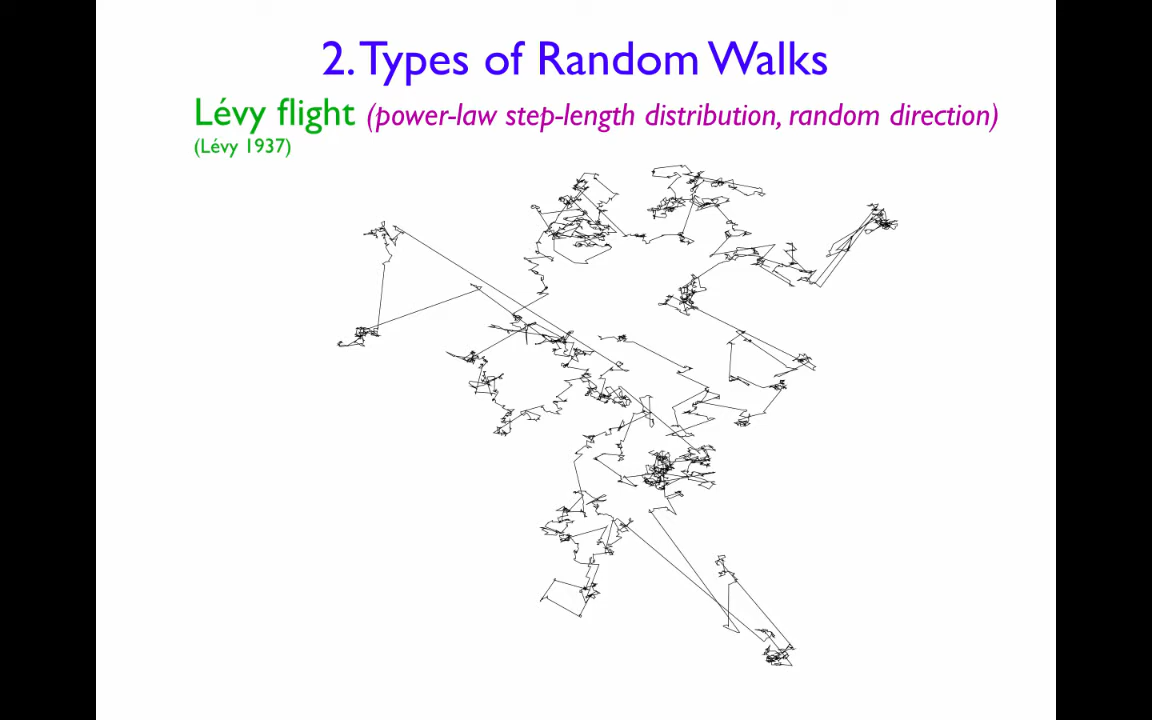 2. Types of Random Walks
Lévy flight (power-law step-length distribution, random direction)
(Lévy 1937)